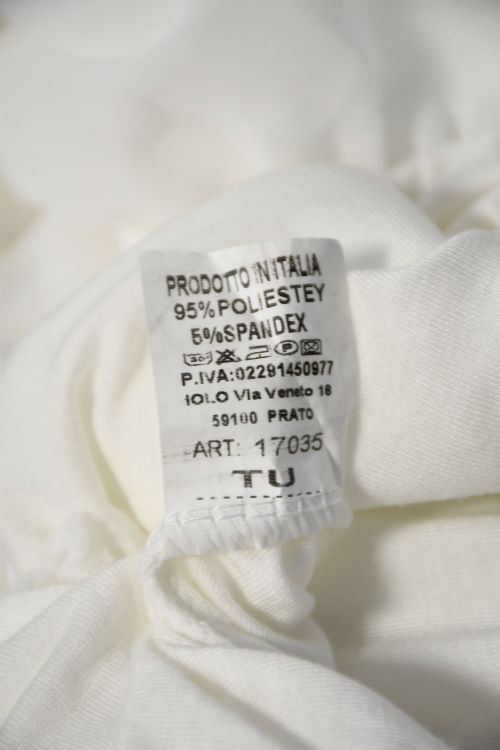 PRODOTTO IN ITALIA
95% POLIESTEY
5%SPANDEX
P.IVA:02291450977
IOLO Via Veneto 18
59100 PRATO
ART: 17035
TU